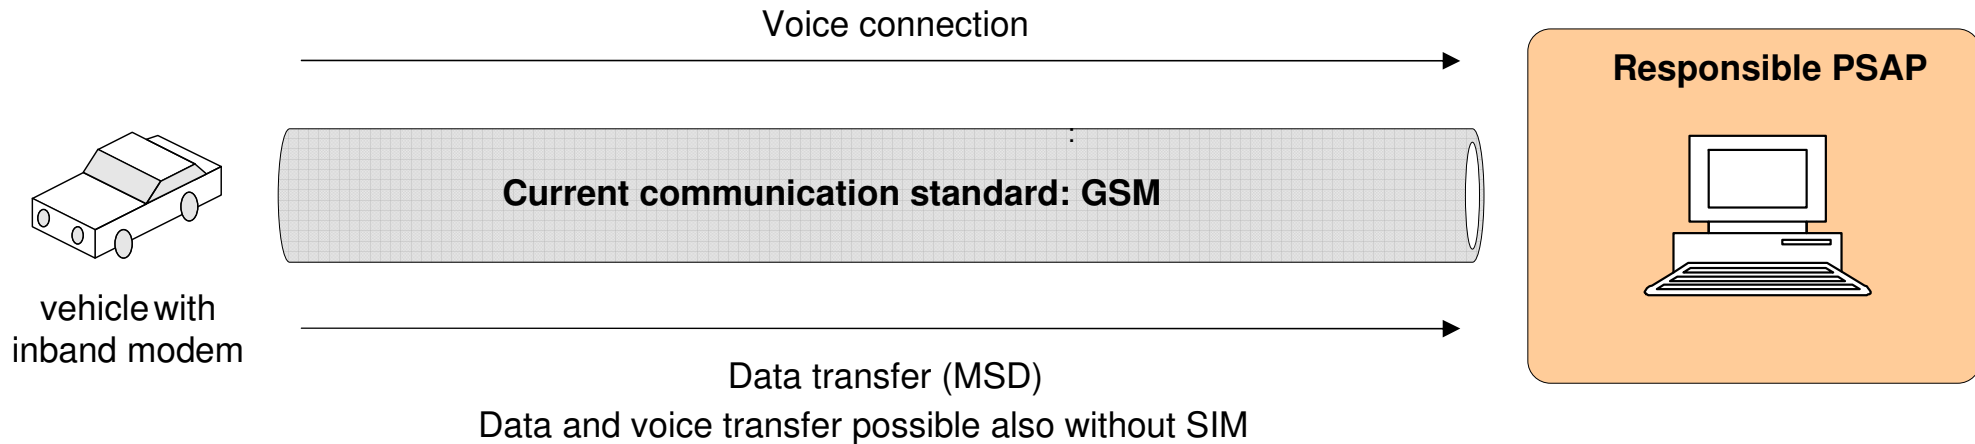 Voice connection
Responsible PSAP
:
Current communication standard: GSM
vehicle with
inband modem
Data transfer (MSD)
Data and voice transfer possible also without SIM